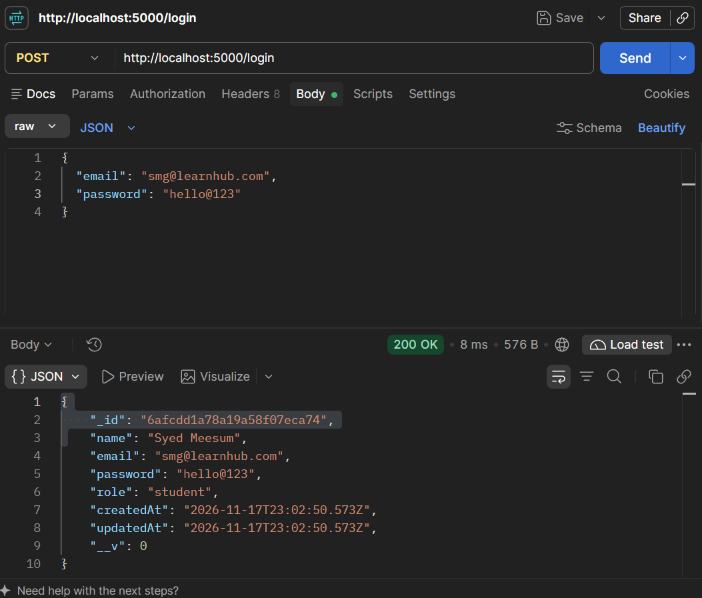 HTTP http://localhost:5000/login Save Share
POST http://localhost:5000/login Send
Docs Params Authorization Headers 8 Body Scripts Settings Cookies
raw JSON Schema Beautify
1 {
2 "email": "smg@learnhub.com",
3 "password": "hello@123"
4 }
Body 200 OK • 8 ms • 576 B • Load test
{} JSON Preview Visualize
1 {
2 "_id": "6afcdd1a78a19a58f07eca74",
3 "name": "Syed Meesum",
4 "email": "smg@learnhub.com",
5 "password": "hello@123",
6 "role": "student",
7 "createdAt": "2026-11-17T23:02:50.573Z",
8 "updatedAt": "2026-11-17T23:02:50.573Z",
9 "__v": 0
10 }
Need help with the next steps?